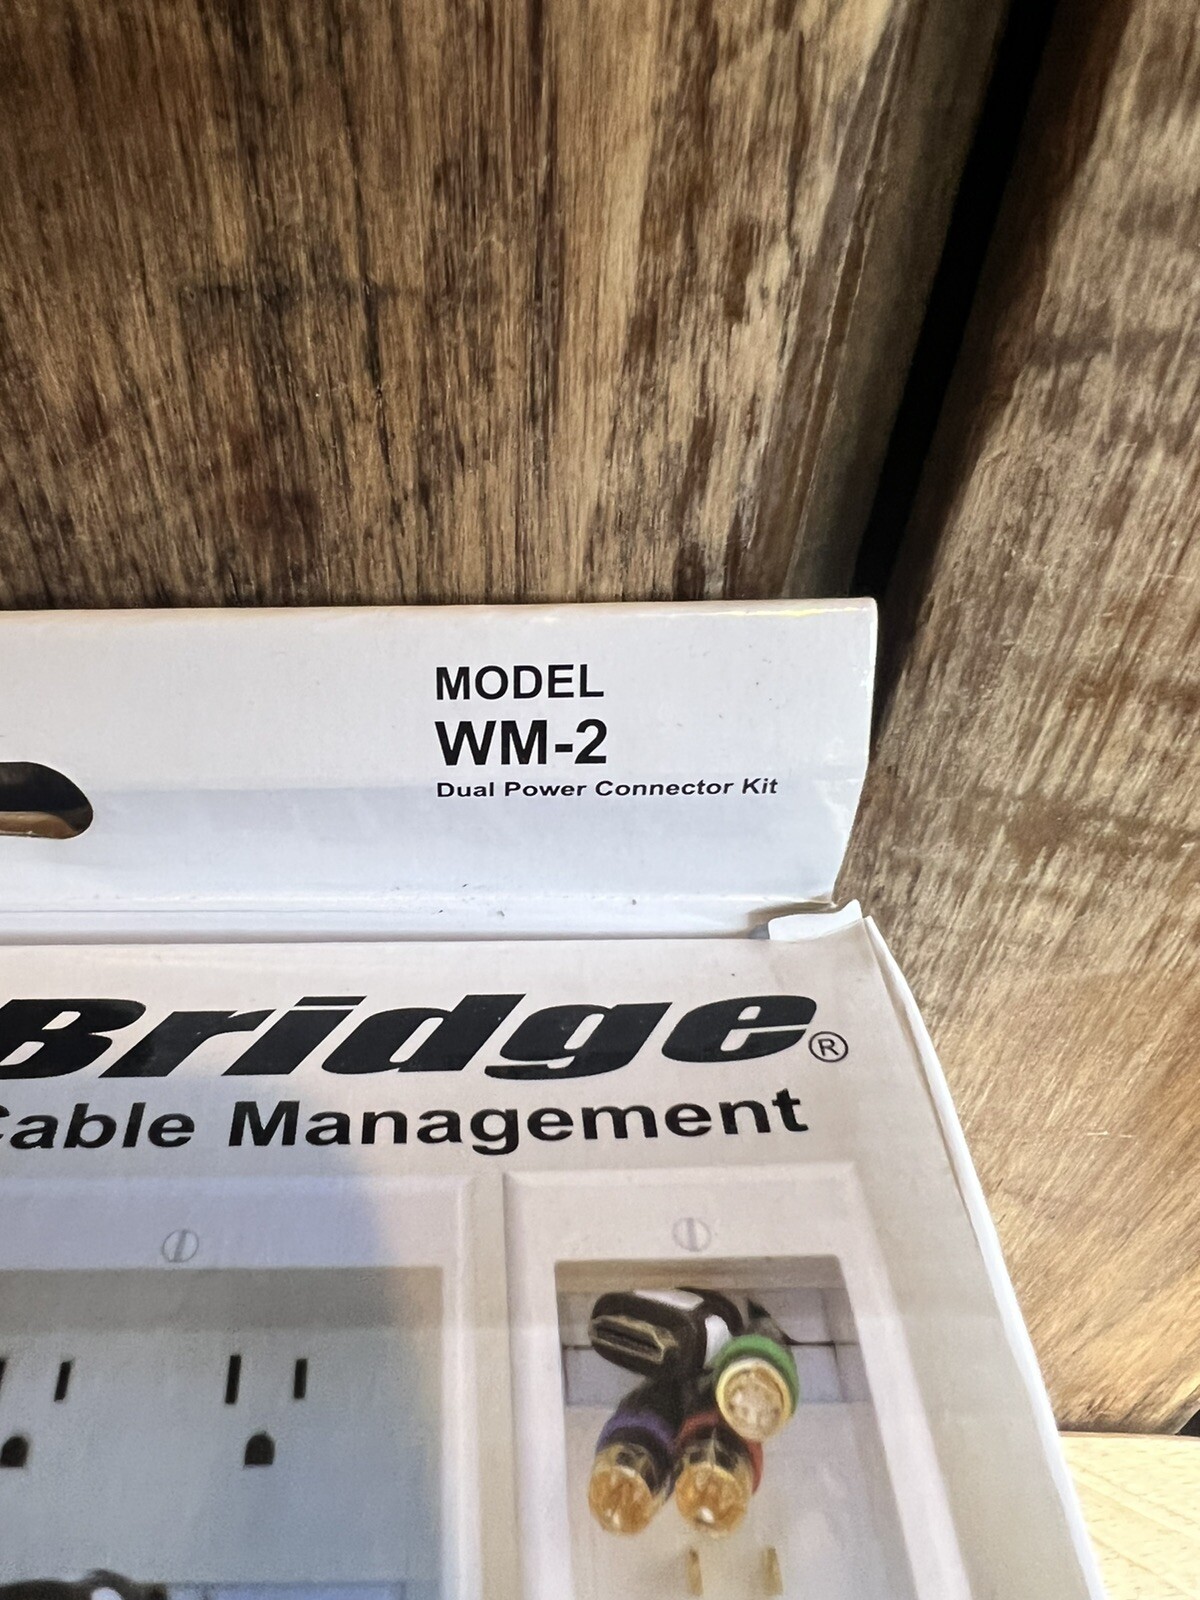 MODEL
WM-2
Dual Power Connector Kit
Bridge®
Cable Management